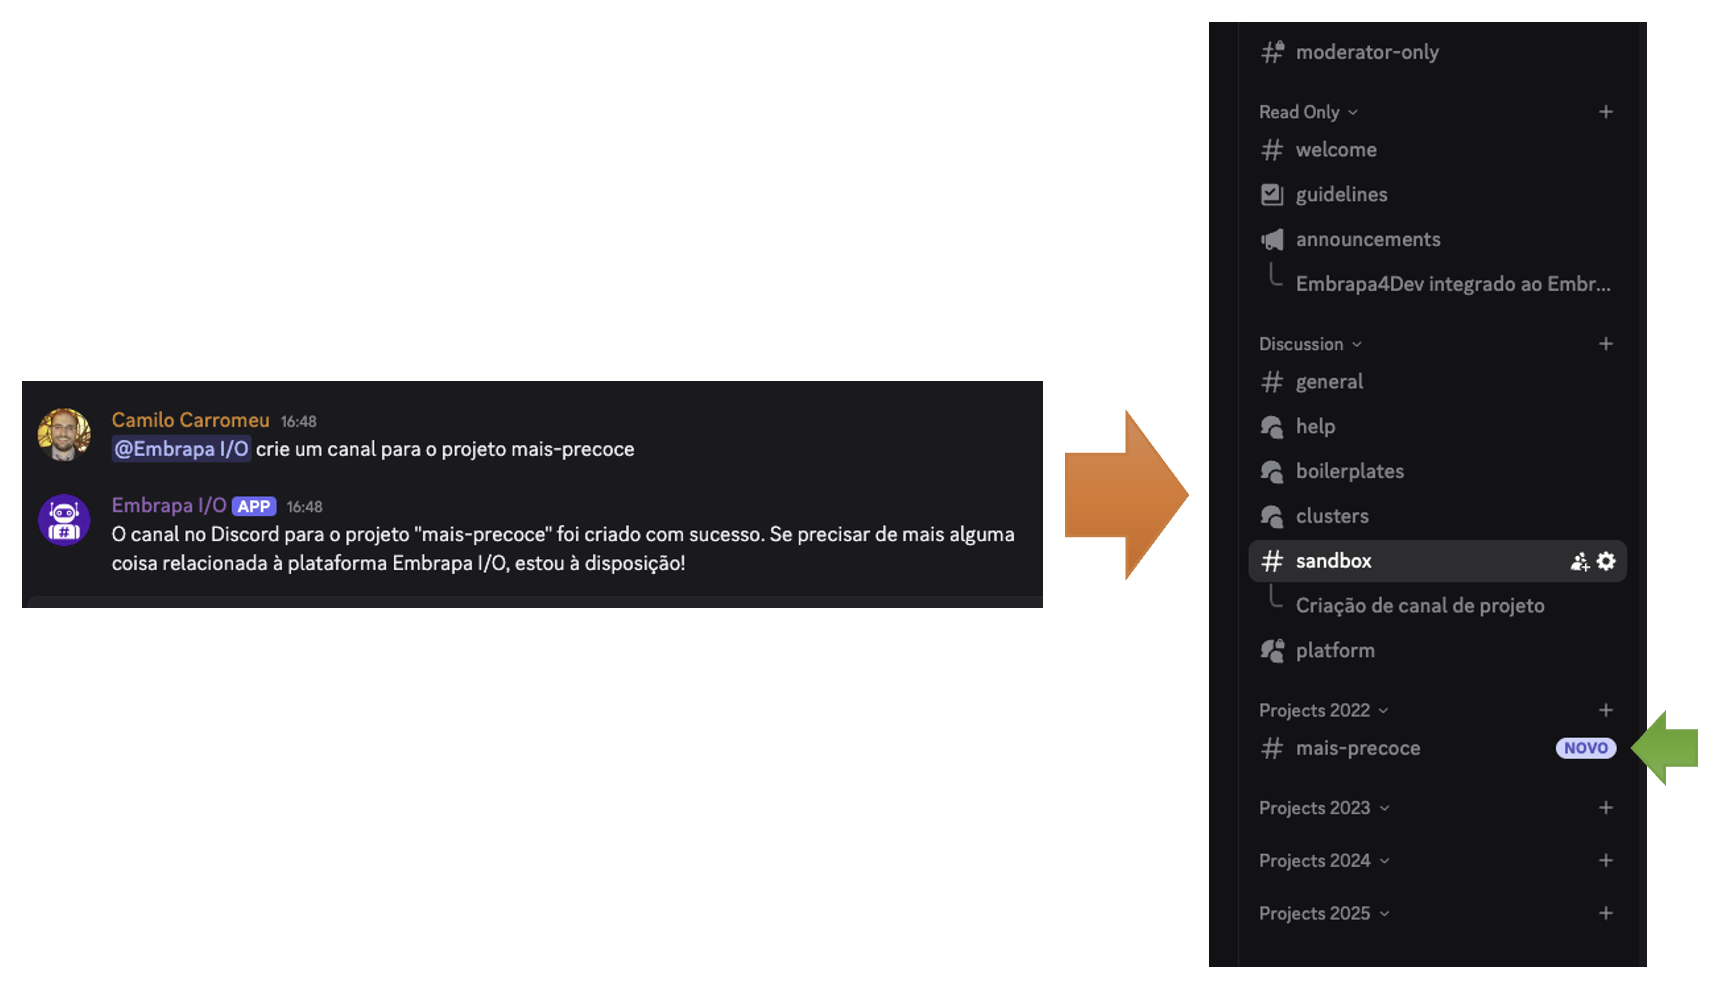 Camilo Carromeu 16:48
@Embrapa I/O crie um canal para o projeto mais-precoce
Embrapa I/O APP 16:48
O canal no Discord para o projeto "mais-precoce" foi criado com sucesso. Se precisar de mais alguma
coisa relacionada à plataforma Embrapa I/O, estou à disposição!
moderator-only
Read Only
welcome
guidelines
announcements
Embrapa4Dev integrado ao Embr...
Discussion
general
help
boilerplates
clusters
sandbox
Criação de canal de projeto
platform
Projects 2022
mais-precoce NOVO
Projects 2023
Projects 2024
Projects 2025